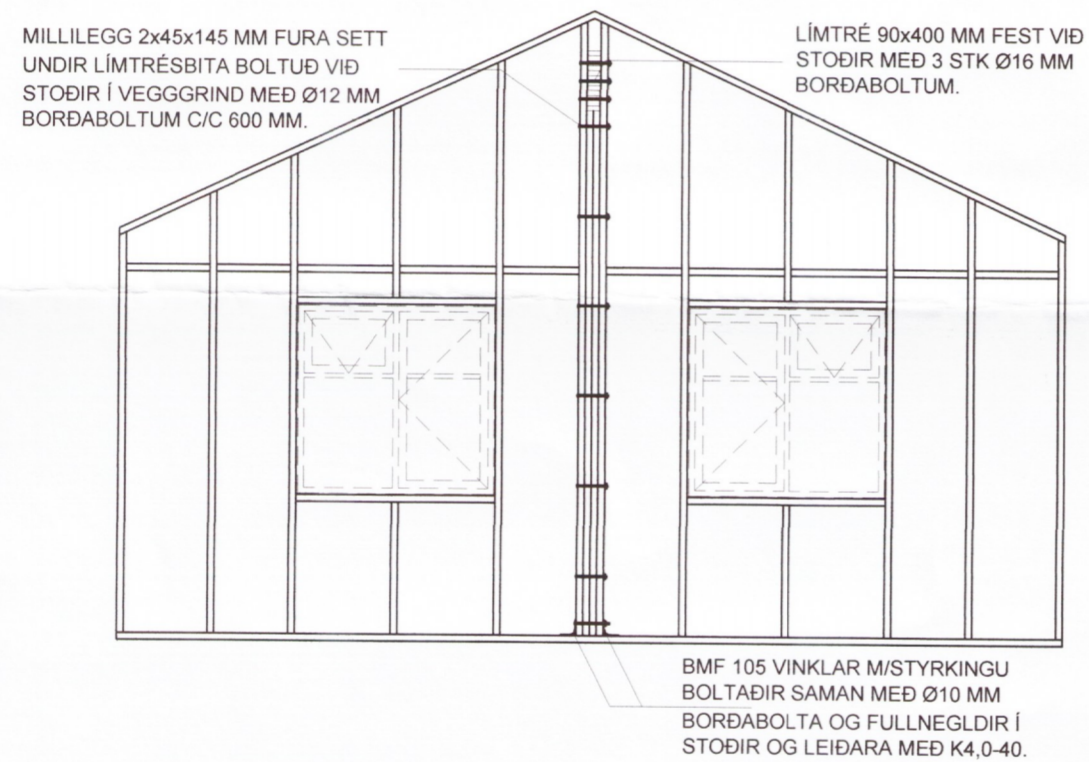 MILLILEGG 2x45x145 MM FURA SETT
UNDIR LÍMTRÉSBITA BOLTUÐ VIÐ
STOÐIR Í VEGGGRIND MEÐ Ø12 MM
BORÐABOLTUM C/C 600 MM.
LÍMTRÉ 90x400 MM FEST VIÐ
STOÐIR MEÐ 3 STK Ø16 MM
BORÐABOLTUM.
BMF 105 VINKLAR M/STYRKINGU
BOLTAÐIR SAMAN MEÐ Ø10 MM
BORÐABOLTA OG FULLNEGLDIR Í
STOÐIR OG LEIÐARA MEÐ K4,0-40.